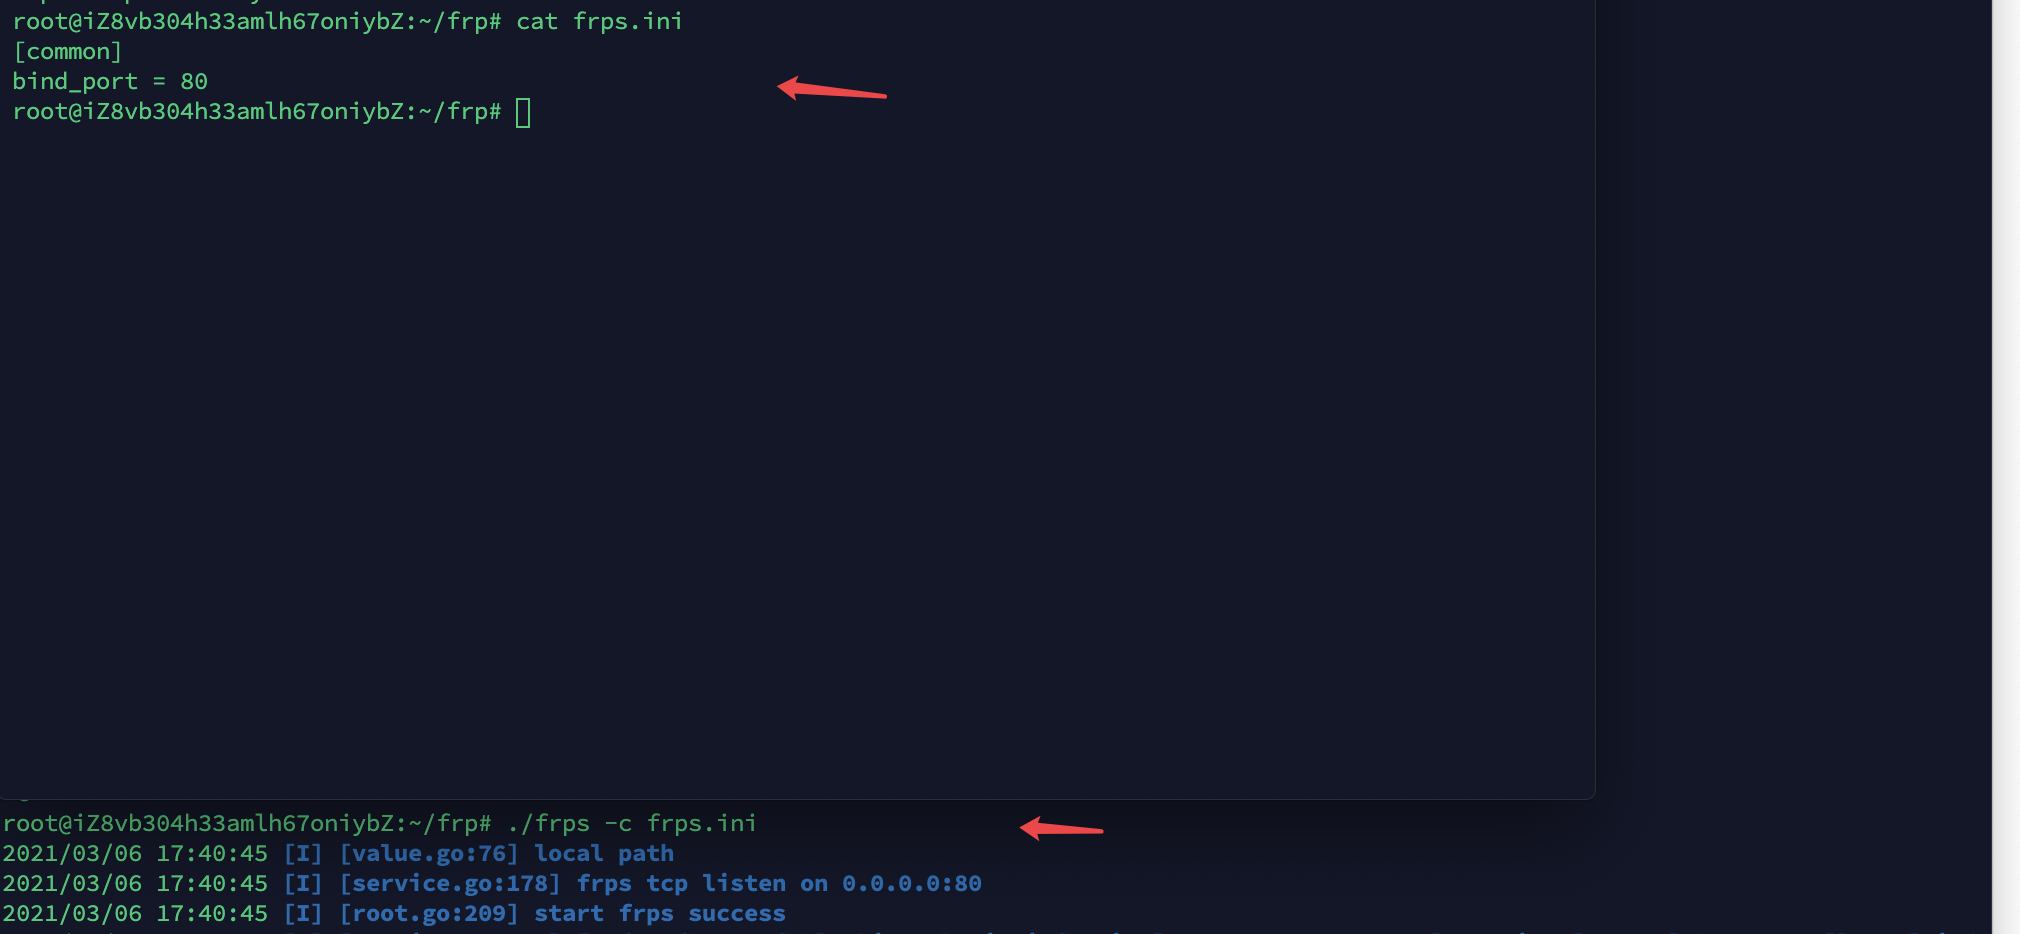 root@iZ8vb304h33amlh67oniybZ:~/frp# cat frps.ini
[common]
bind_port = 80
root@iZ8vb304h33amlh67oniybZ:~/frp#
root@iZ8vb304h33amlh67oniybZ:~/frp# ./frps -c frps.ini
2021/03/06 17:40:45 [I] [value.go:76] local path
2021/03/06 17:40:45 [I] [service.go:178] frps tcp listen on 0.0.0.0:80
2021/03/06 17:40:45 [I] [root.go:209] start frps success